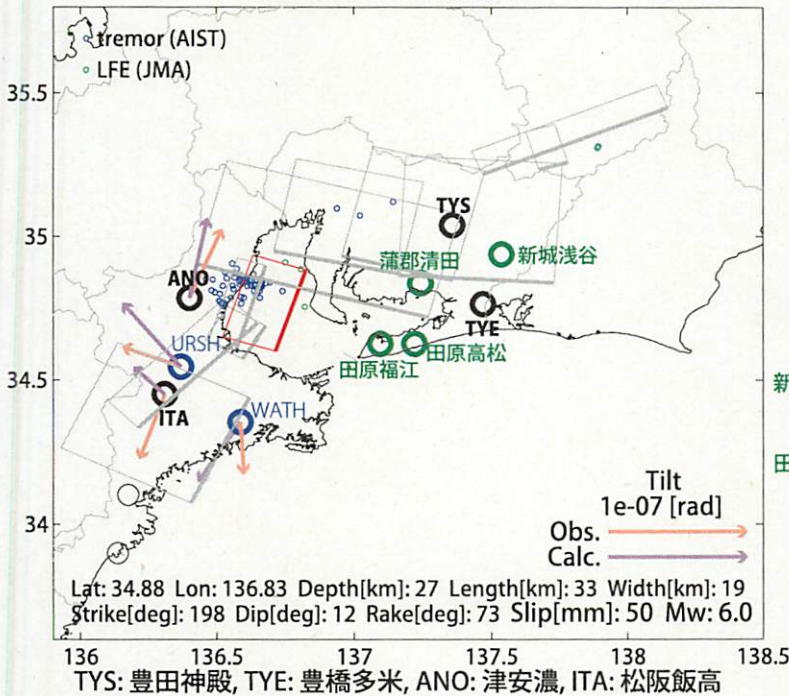 tremor (AIST)
LFE (JMA)
35.5
TYS
35
蒲郡清田
新城浅谷
ANO
TYE
URSH
田原高松
田原福江
34.5
新
ITA
WATH
田
Tilt
1e-07 [rad]
34
Obs.
Calc.
Lat: 34.88 Lon: 136.83 Depth[km]: 27 Length[km]: 33 Width[km]: 19
Strike[deg]: 198 Dip[deg]: 12 Rake[deg]: 73 Slip[mm]: 50 Mw: 6.0
136 136.5 137 137.5 138 138.5
TYS: 豊田神殿, TYE: 豊橋多米, ANO: 津安濃, ITA: 松阪飯高